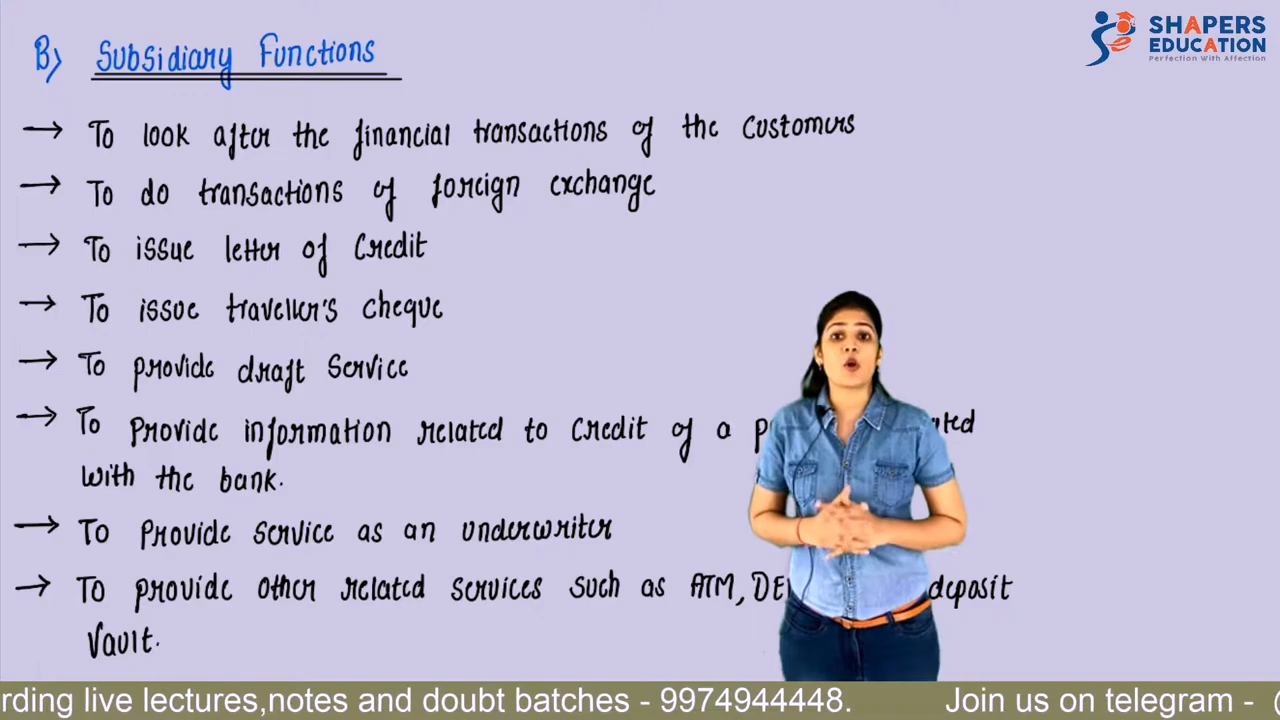 B) Subsidiary Functions
SHAPERS
EDUCATION
Perfection With Affection
→ To look after the financial transactions of the customers
→ To do transactions of foreign exchange
→ To issue letter of Credit
→ To issue traveller's cheque
→ To provide draft Service
→ To provide information related to credit of a
with the bank.
→ To provide service as an underwriter
→ To provide other related services such as ATM, deposit
Vault.
rding live lectures,notes and doubt batches - 9974944448. Join us on telegram -